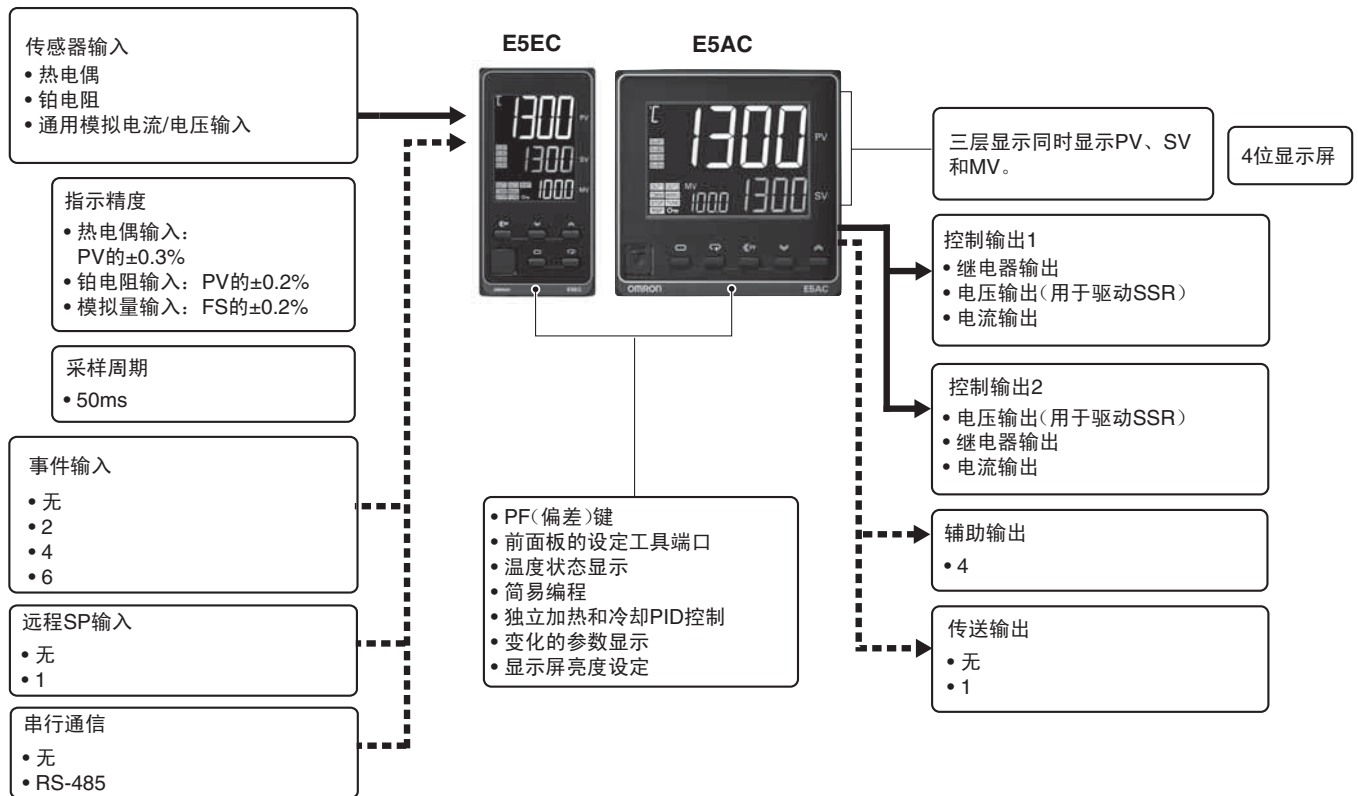 传感器输入
• 热电偶
• 铂电阻
• 通用模拟电流/电压输入
指示精度
• 热电偶输入：
PV的±0.3%
• 铂电阻输入：PV的±0.2%
• 模拟量输入：FS的±0.2%
采样周期
• 50ms
事件输入
• 无
• 2
• 4
• 6
远程SP输入
• 无
• 1
串行通信
• 无
• RS-485
E5EC
℃
1300 PV
1300 SV
100.0 MV
E5AC
℃
1300 PV
MV
100.0 1300 SV
OMRON E5AC
• PF（偏差）键
• 前面板的设定工具端口
• 温度状态显示
• 简易编程
• 独立加热和冷却PID控制
• 变化的参数显示
• 显示屏亮度设定
三层显示同时显示PV、SV
和MV。
4位显示屏
控制输出1
• 继电器输出
• 电压输出（用于驱动SSR）
• 电流输出
控制输出2
• 电压输出（用于驱动SSR）
• 继电器输出
• 电流输出
辅助输出
• 4
传送输出
• 无
• 1